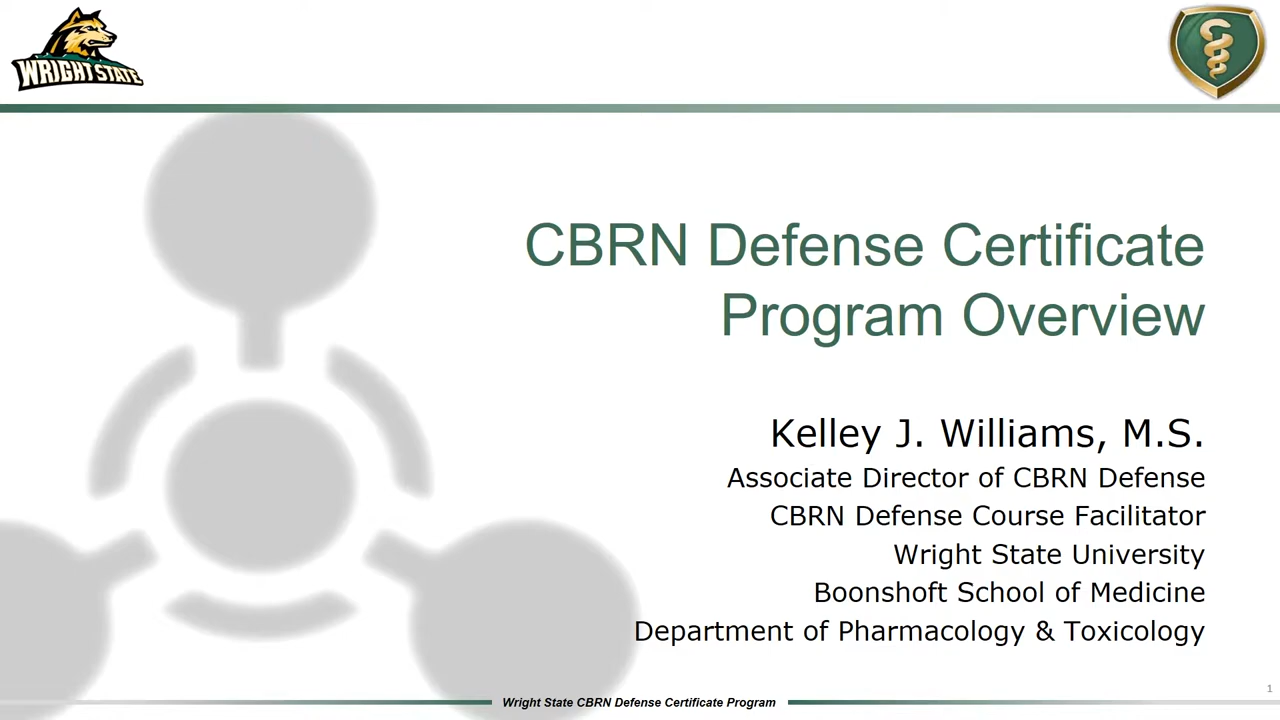 WRIGHT STATE
CBRN Defense Certificate
Program Overview
Kelley J. Williams, M.S.
Associate Director of CBRN Defense
CBRN Defense Course Facilitator
Wright State University
Boonshoft School of Medicine
Department of Pharmacology & Toxicology
Wright State CBRN Defense Certificate Program
1